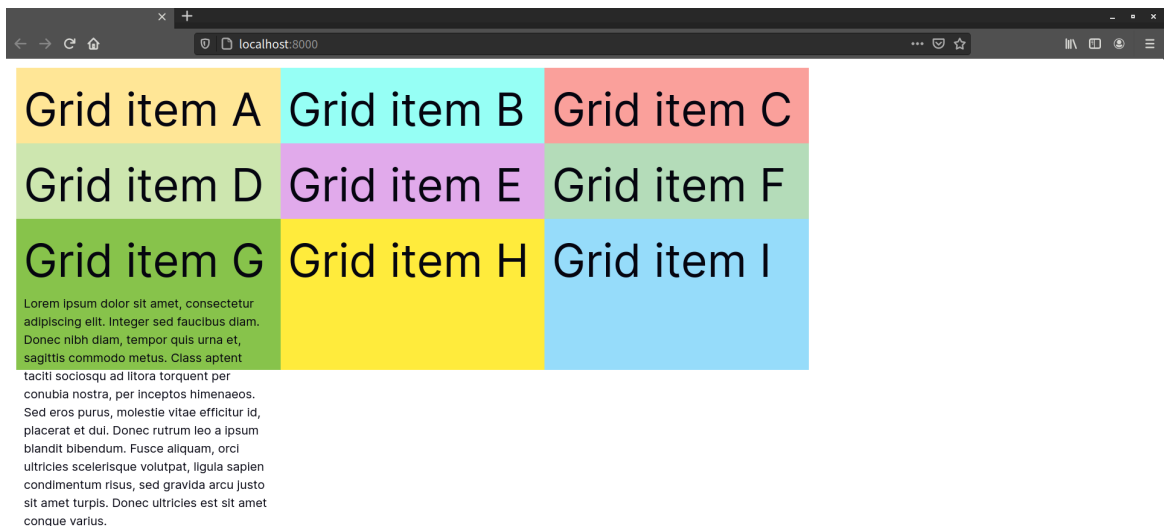 localhost:8000
Grid item A Grid item B Grid item C
Grid item D Grid item E Grid item F
Grid item G Grid item H Grid item I
Lorem ipsum dolor sit amet, consectetur
adipiscing elit. Integer sed faucibus diam.
Donec nibh diam, tempor quis urna et,
sagittis commodo metus. Class aptent
taciti sociosqu ad litora torquent per
conubia nostra, per inceptos himenaeos.
Sed eros purus, molestie vitae efficitur id,
placerat et dui. Donec rutrum leo a ipsum
blandit bibendum. Fusce aliquam, orci
ultricies scelerisque volutpat, ligula sapien
condimentum risus, sed gravida arcu justo
sit amet turpis. Donec ultricies est sit amet
congue varius.